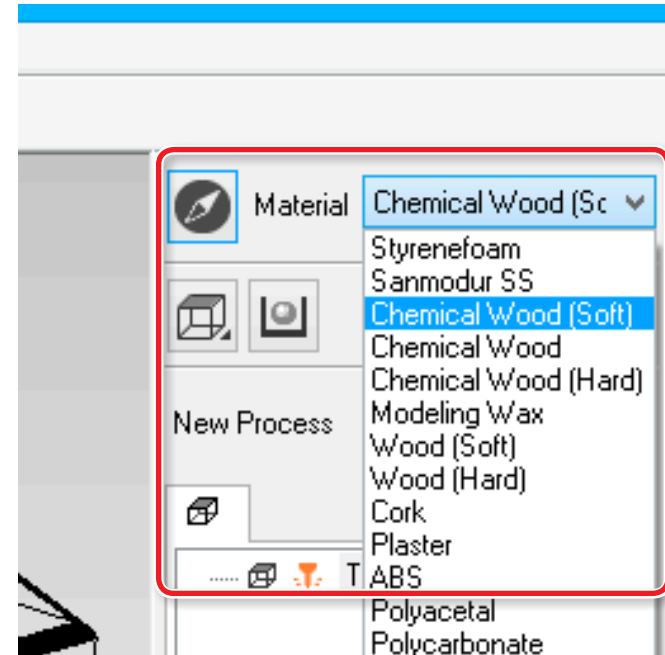 Material Chemical Wood (Sc
Styrenefoam
Sanmodur SS
Chemical Wood (Soft)
Chemical Wood
Chemical Wood (Hard)
Modeling Wax
New Process
Wood (Soft)
Wood (Hard)
Cork
Plaster
T ABS
Polyacetal
Polycarbonate